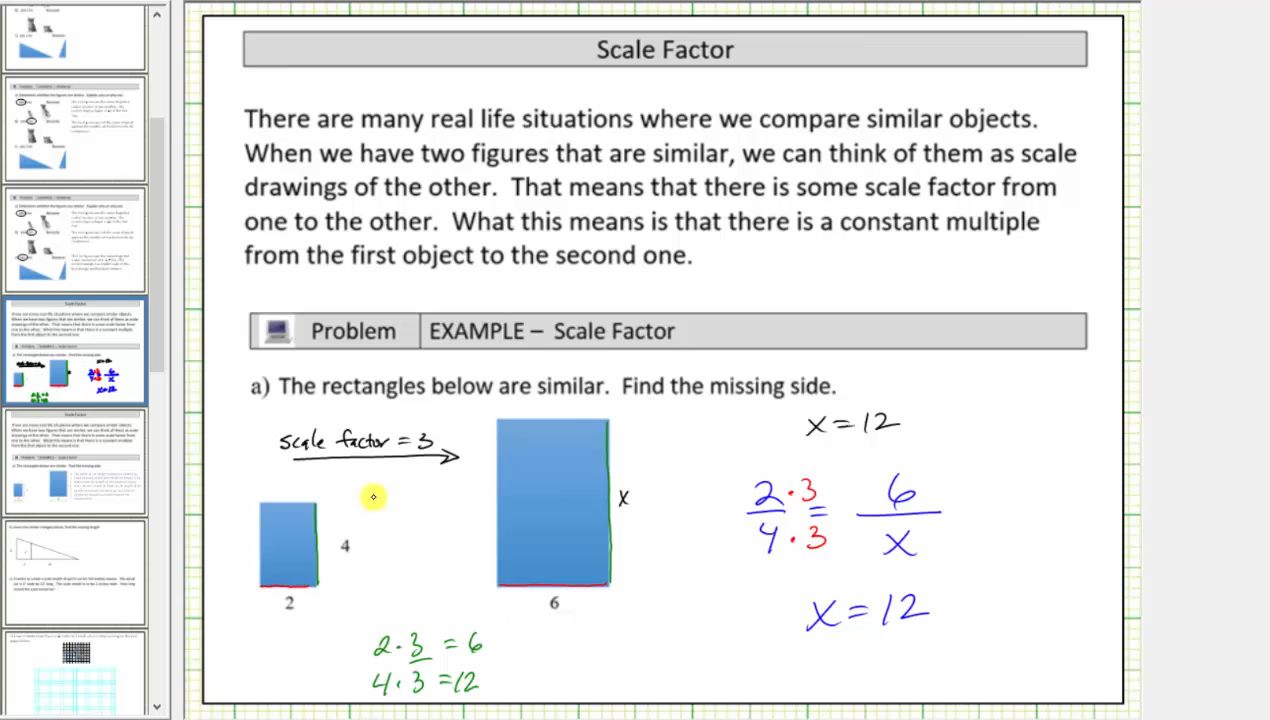 Scale Factor
There are many real life situations where we compare similar objects.
When we have two figures that are similar, we can think of them as scale
drawings of the other. That means that there is some scale factor from
one to the other. What this means is that there is a constant multiple
from the first object to the second one.
Problem EXAMPLE – Scale Factor
a) The rectangles below are similar. Find the missing side.
scale factor = 3
x = 12
x
4
2
6
2 · 3 = 6
4 · 3 = 12
2 · 3 / 4 · 3 = 6 / x
x = 12